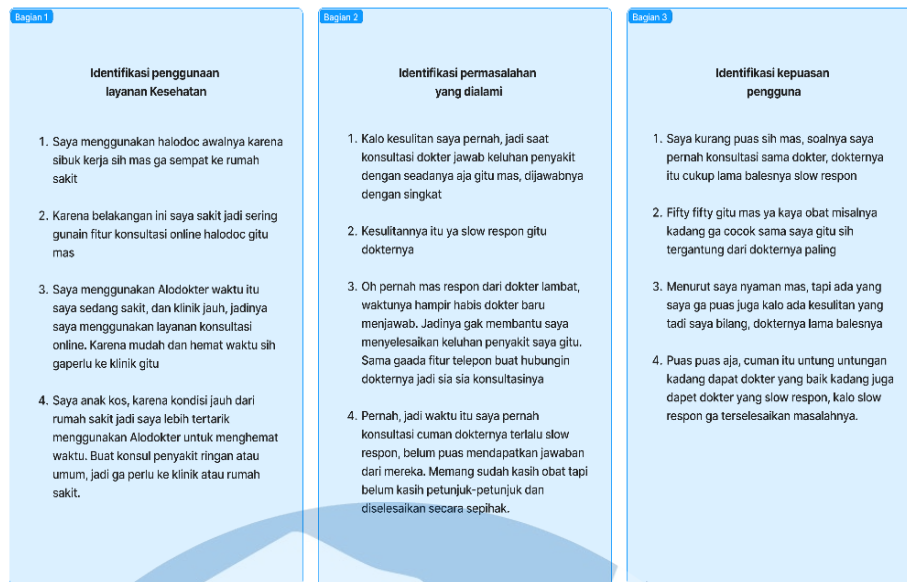 Bagian 1
Identifikasi penggunaan
layanan Kesehatan
1. Saya menggunakan halodoc awalnya karena
sibuk kerja sih mas ga sempat ke rumah
sakit
2. Karena belakangan ini saya sakit jadi sering
gunain fitur konsultasi online halodoc gitu
mas
3. Saya menggunakan Alodokter waktu itu
saya sedang sakit, dan klinik jauh, jadinya
saya menggunakan layanan konsultasi
online. Karena mudah dan hemat waktu sih
gaperlu ke klinik gitu
4. Saya anak kos, karena kondisi jauh dari
rumah sakit jadi saya lebih tertarik
menggunakan Alodokter untuk menghemat
waktu. Buat konsul penyakit ringan atau
umum, jadi ga perlu ke klinik atau rumah
sakit.
Bagian 2
Identifikasi permasalahan
yang dialami
1. Kalo kesulitan saya pernah, jadi saat
konsultasi dokter jawab keluhan penyakit
dengan seadanya aja gitu mas, dijawabnya
dengan singkat
2. Kesulitannya itu ya slow respon gitu
dokternya
3. Oh pernah mas respon dari dokter lambat,
waktunya hampir habis dokter baru
menjawab. Jadinya gak membantu saya
menyelesaikan keluhan penyakit saya gitu.
Sama gaada fitur telepon buat hubungin
dokternya jadi sia sia konsultasinya
4. Pernah, jadi waktu itu saya pernah
konsultasi cuman dokternya terlalu slow
respon, belum puas mendapatkan jawaban
dari mereka. Memang sudah kasih obat tapi
belum kasih petunjuk-petunjuk dan
diselesaikan secara sepihak.
Bagian 3
Identifikasi kepuasan
pengguna
1. Saya kurang puas sih mas, soalnya saya
pernah konsultasi sama dokter, dokternya
itu cukup lama balesnya slow respon
2. Fifty fifty gitu mas ya kaya obat misalnya
kadang ga cocok sama saya gitu sih
tergantung dari dokternya paling
3. Menurut saya nyaman mas, tapi ada yang
saya ga puas juga kalo ada kesulitan yang
tadi saya bilang, dokternya lama balesnya
4. Puas puas aja, cuman itu untung untungan
kadang dapat dokter yang baik kadang juga
dapet dokter yang slow respon, kalo slow
respon ga terselesaikan masalahnya.